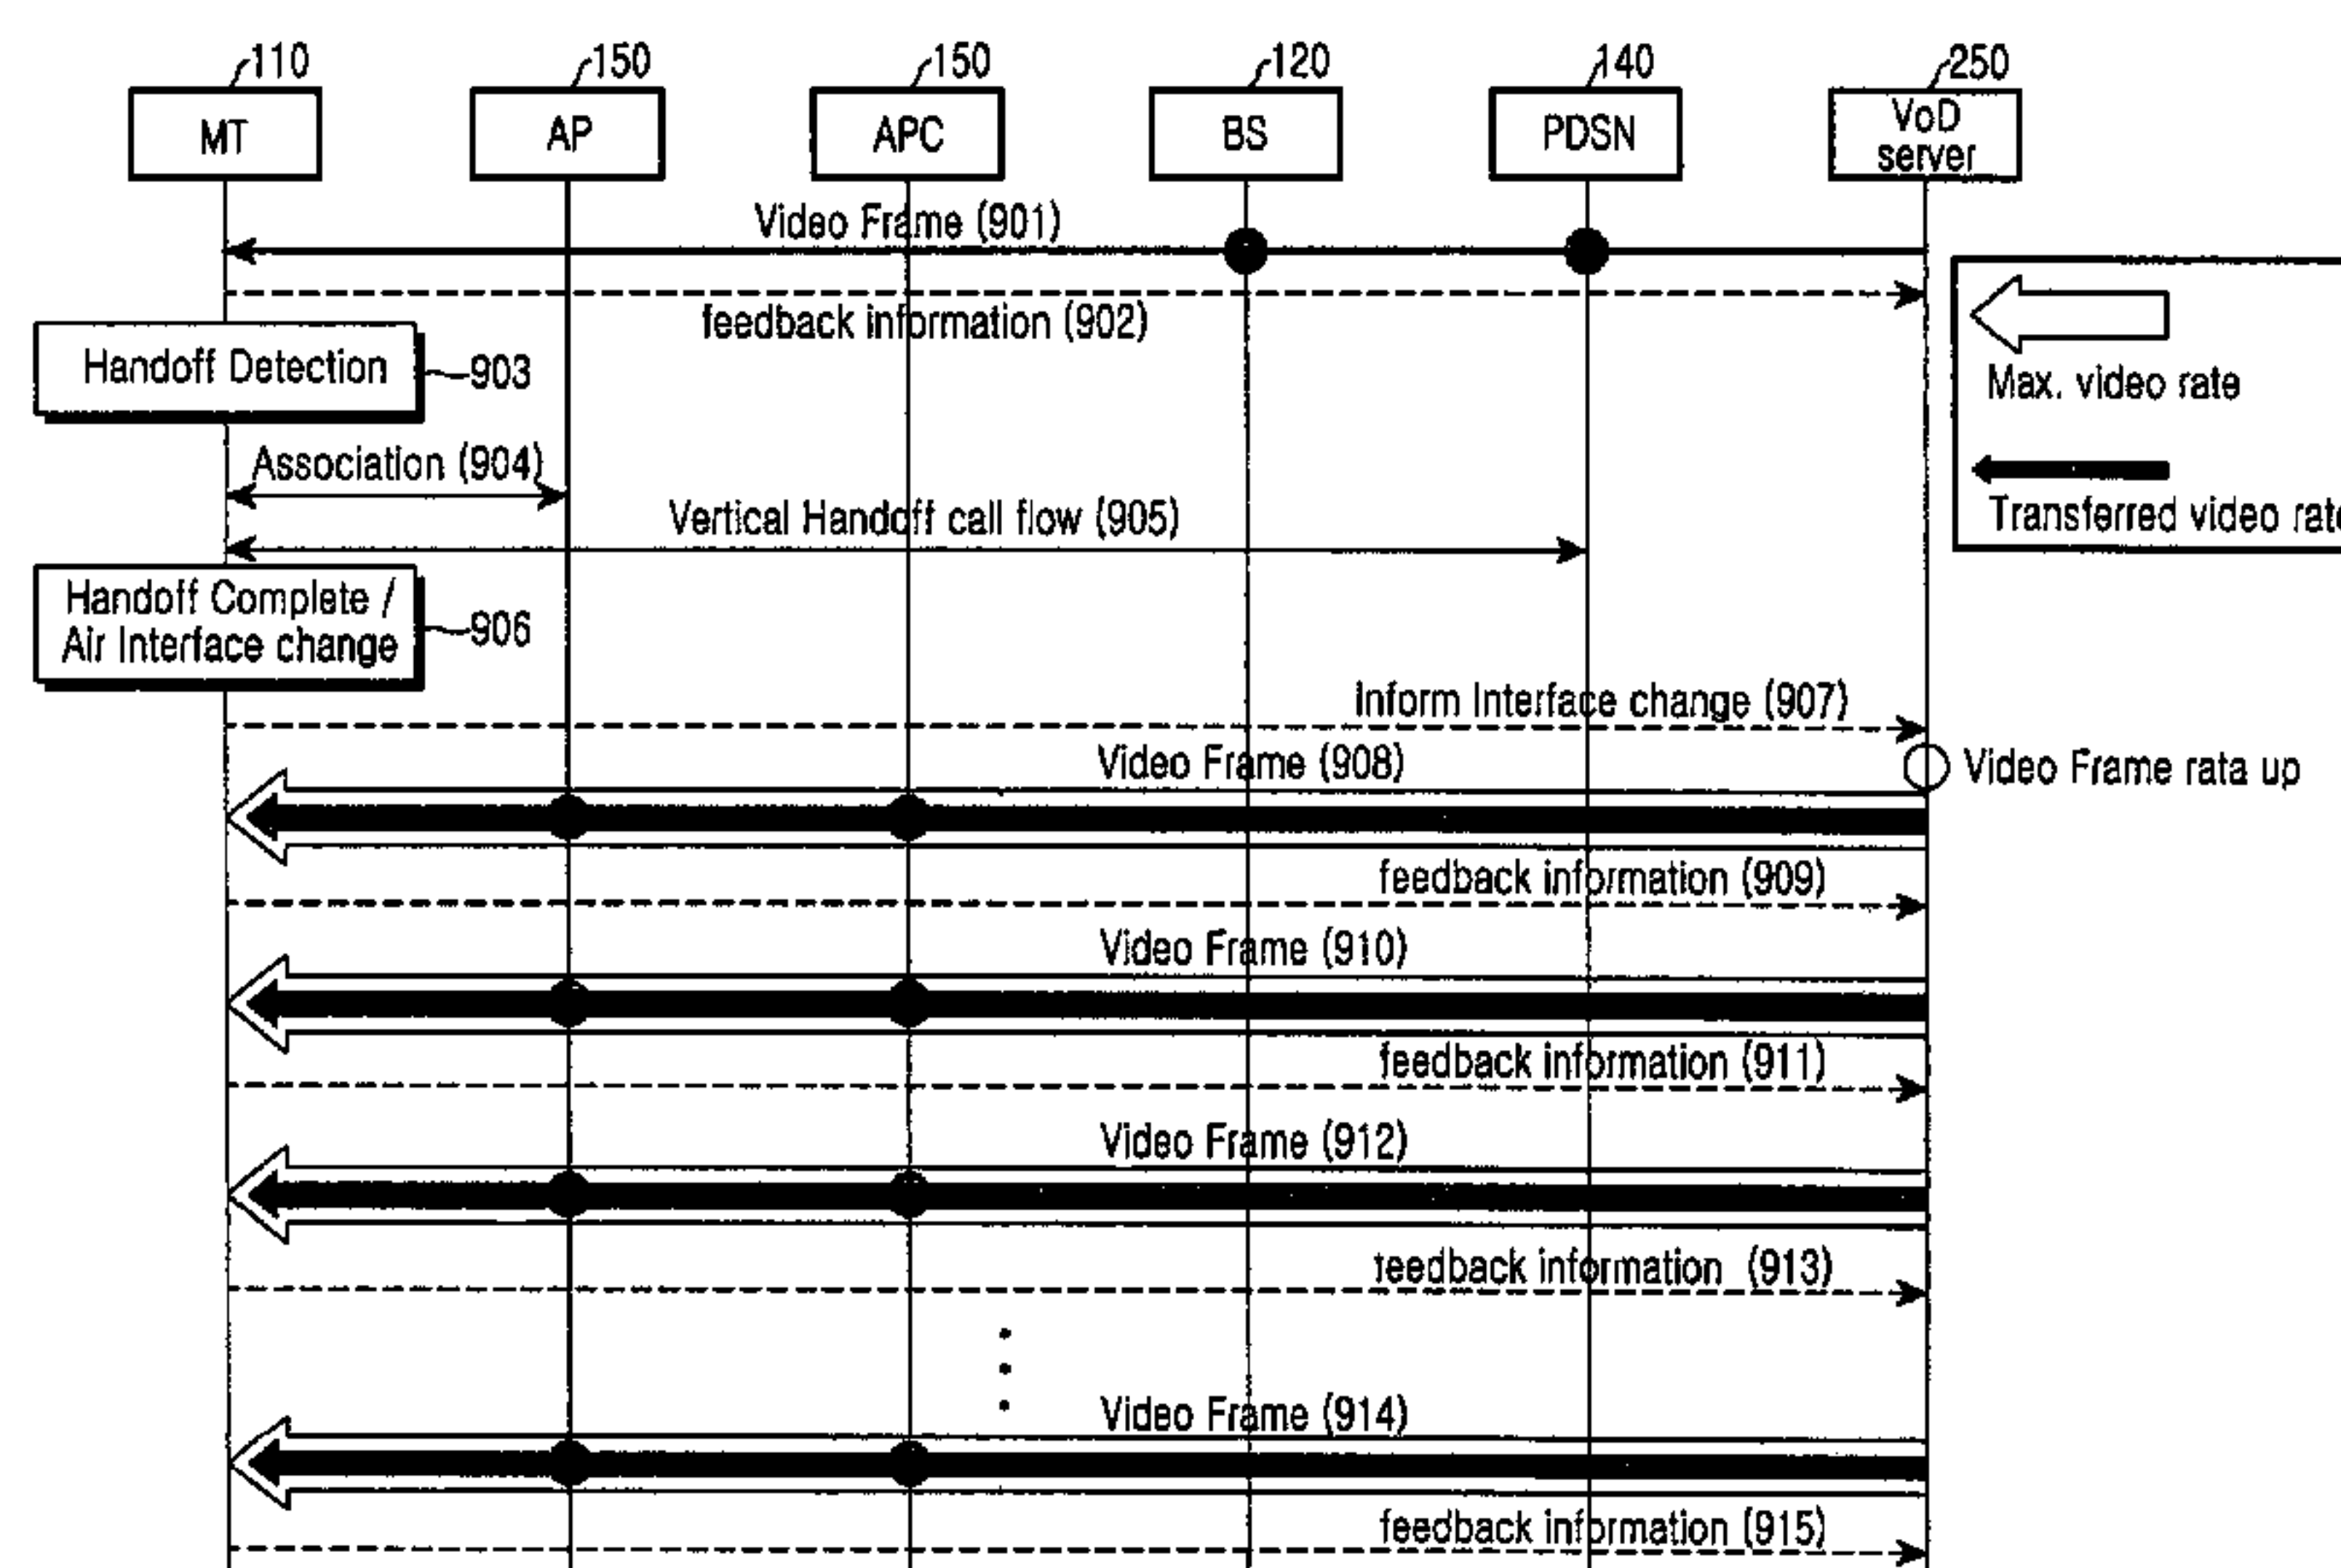 110
150
150
120
140
250
MT
AP
APC
BS
PDSN
VoD
server
Video Frame (901)
feedback information (902)
Handoff Detection
903
Max. video rate
Association (904)
Transferred video rate
Vertical Handoff call flow (905)
Handoff Complete /
Air Interface change
906
Inform Interface change (907)
Video Frame (908)
Video Frame rata up
feedback information (909)
Video Frame (910)
feedback information (911)
Video Frame (912)
feedback information (913)
Video Frame (914)
feedback information (915)